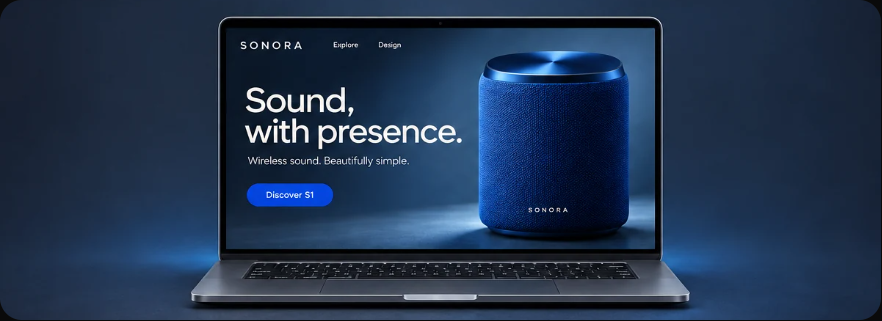 SONORA Explore Design
Sound,
with presence.
Wireless sound. Beautifully simple.
Discover S1
SONORA